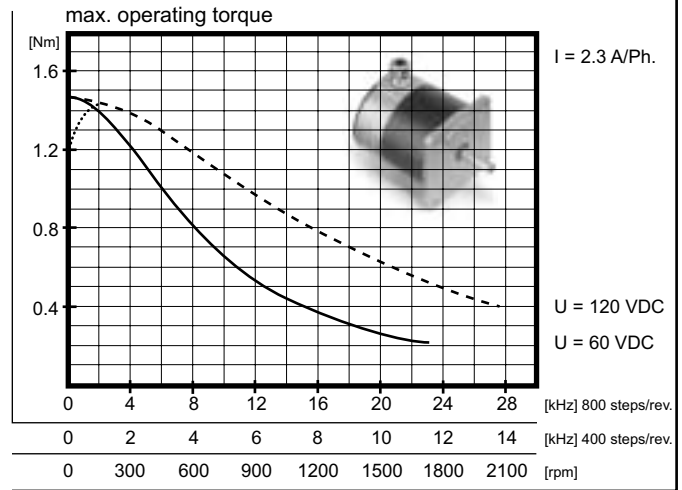 max. operating torque
[Nm]
I = 2.3 A/Ph.
1.6
1.2
0.8
0.4
U = 120 VDC
U = 60 VDC
0 4 8 12 16 20 24 28 [kHz] 800 steps/rev.
0 2 4 6 8 10 12 14 [kHz] 400 steps/rev.
0 300 600 900 1200 1500 1800 2100 [rpm]